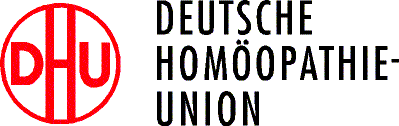 DHU
DEUTSCHE
HOMÖOPATHIE-
UNION